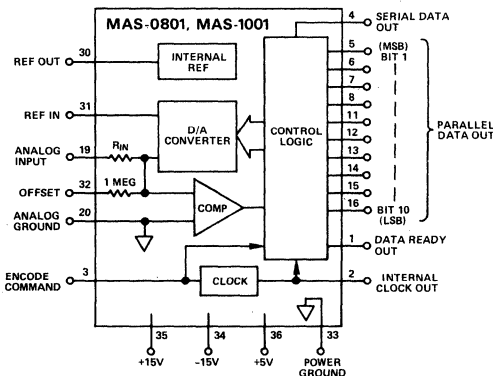 MAS-0801, MAS-1001
4 SERIAL DATA
OUT
30
REF OUT
INTERNAL
REF
5 (MSB)
BIT 1
6
7
8
11
12
13
14
15
16 BIT 10
(LSB)
PARALLEL
DATA OUT
31
REF IN
D/A
CONVERTER
CONTROL
LOGIC
ANALOG
INPUT
19
RIN
32
OFFSET
1 MEG
COMP
ANALOG
GROUND
20
1 DATA READY
OUT
ENCODE
COMMAND
3
CLOCK
2 INTERNAL
CLOCK OUT
35
+15V
34
-15V
36
+5V
33
POWER
GROUND